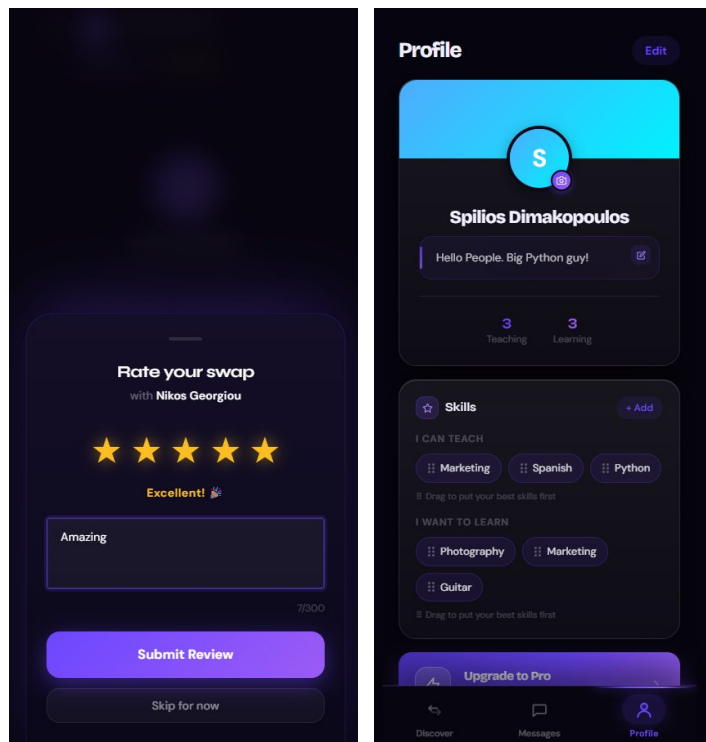 Rate your swap
with Nikos Georgiou
Excellent! 🎉
Amazing
7/300
Submit Review
Skip for now
Profile
Edit
S
Spilios Dimakopoulos
Hello People. Big Python guy!
3
Teaching
3
Learning
Skills
+ Add
I CAN TEACH
Marketing
Spanish
Python
Drag to put your best skills first
I WANT TO LEARN
Photography
Marketing
Guitar
Drag to put your best skills first
Upgrade to Pro
Discover
Messages
Profile